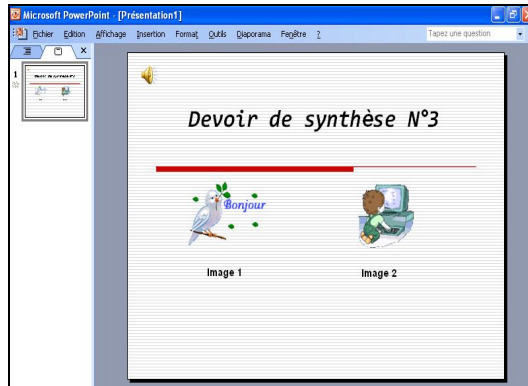 Microsoft PowerPoint - [Présentation1]
Fichier Edition Affichage Insertion Format Outils Diaporama Fenêtre ?
Tapez une question
1
Devoir de synthèse N°3
Bonjour
Image 1
Image 2